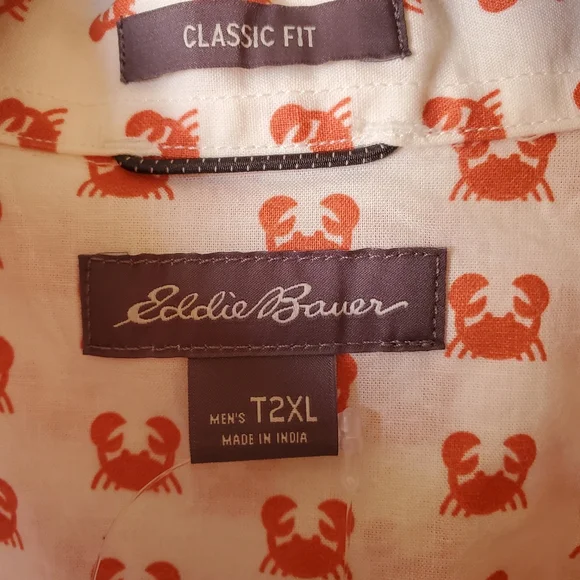 CLASSIC FIT
Eddie Bauer
MEN'S T2XL
MADE IN INDIA